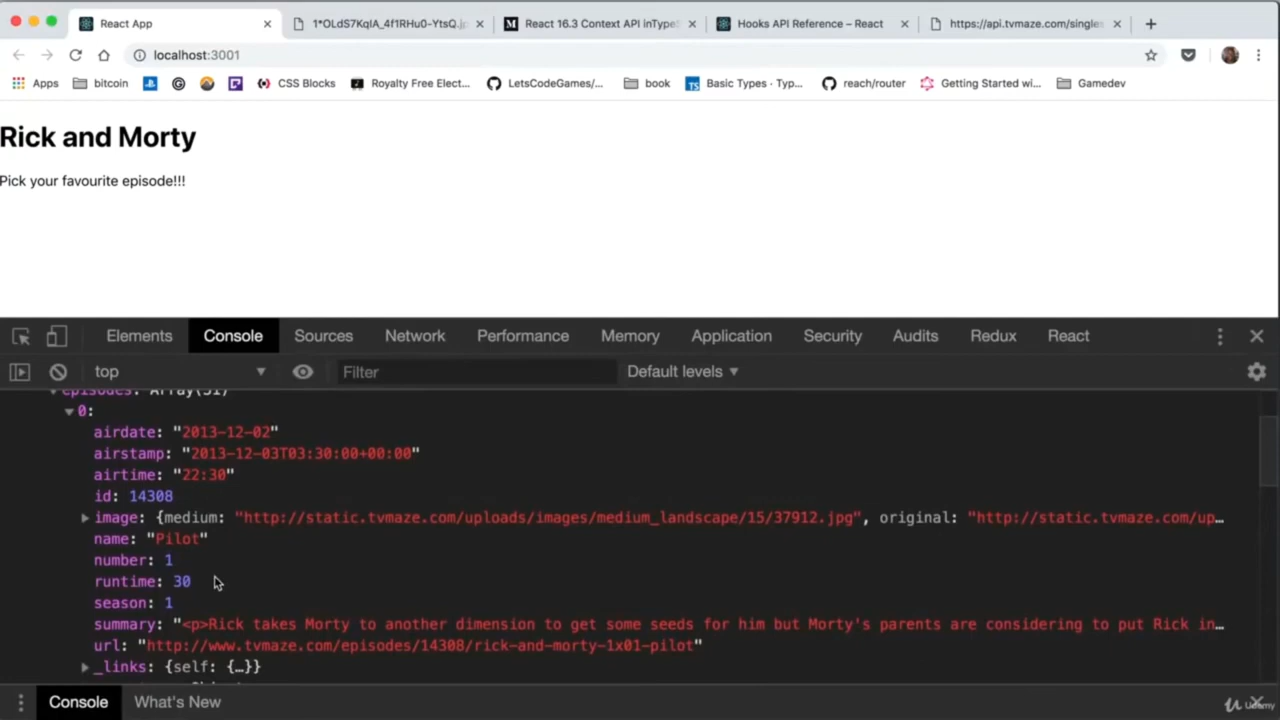 React App
1*OLdS7KqIA_4f1RHu0-YtsQ.jp
React 16.3 Context API inTypeS
Hooks API Reference – React
https://api.tvmaze.com/singles
localhost:3001
Apps bitcoin CSS Blocks Royalty Free Elect... LetsCodeGames/... book Basic Types · Typ... reach/router Getting Started wi... Gamedev
Rick and Morty
Pick your favourite episode!!!
Elements Console Sources Network Performance Memory Application Security Audits Redux React
top Filter Default levels
episodes: Array(31)
0:
airdate: "2013-12-02"
airstamp: "2013-12-03T03:30:00+00:00"
airtime: "22:30"
id: 14308
image: {medium: "http://static.tvmaze.com/uploads/images/medium_landscape/15/37912.jpg", original: "http://static.tvmaze.com/up…
name: "Pilot"
number: 1
runtime: 30
season: 1
summary: "<p>Rick takes Morty to another dimension to get some seeds for him but Morty's parents are considering to put Rick in…
url: "http://www.tvmaze.com/episodes/14308/rick-and-morty-1x01-pilot"
_links: {self: {…}}
Console What's New
Udemy